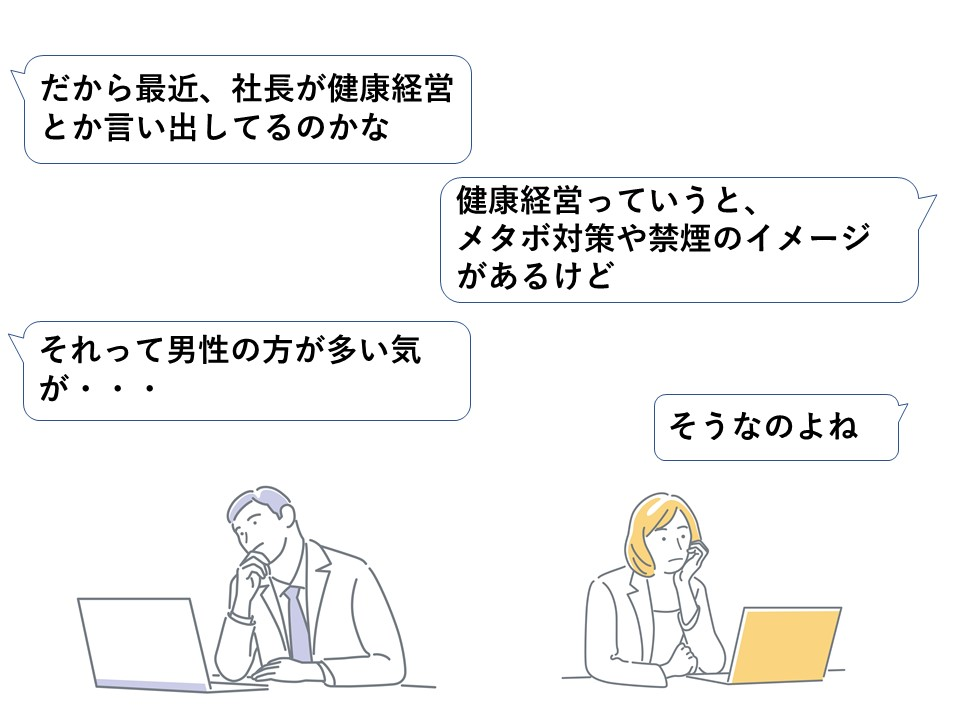 だから最近、社長が健康経営
とか言い出してるのかな
健康経営っていうと、
メタボ対策や禁煙のイメージ
があるけど
それって男性の方が多い気
が・・・
そうなのよね